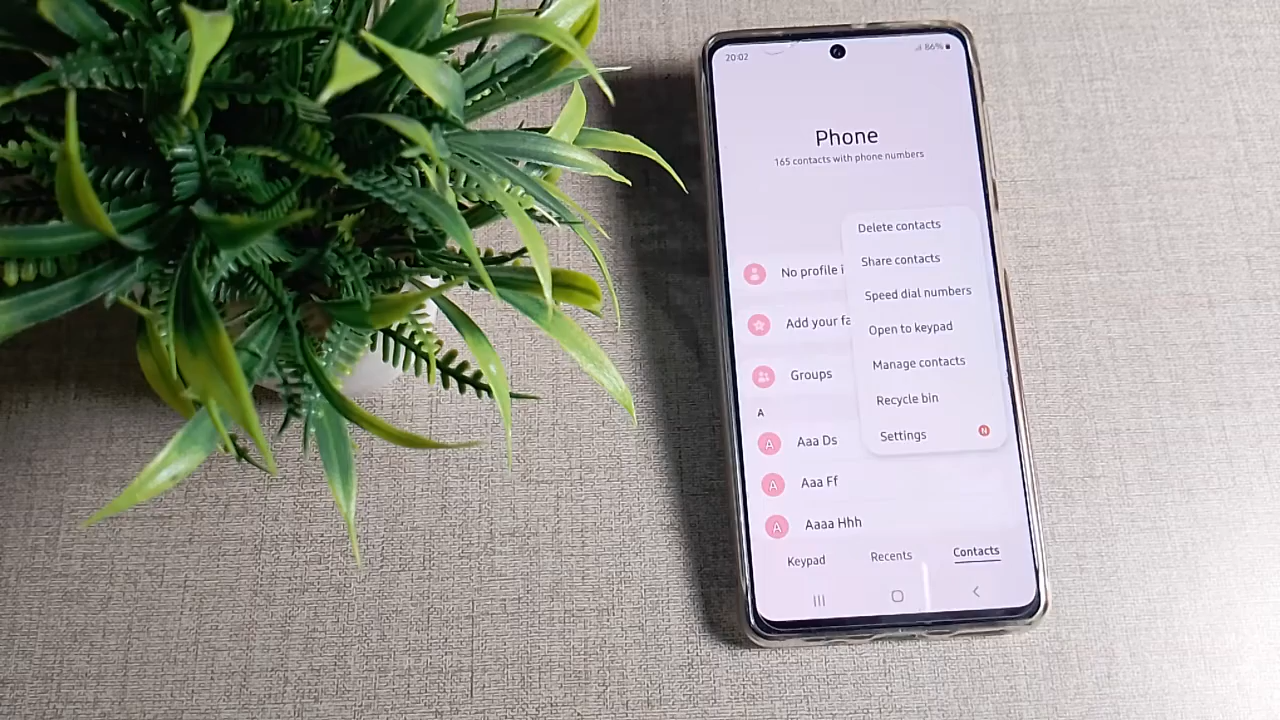 20:02
86%
Phone
165 contacts with phone numbers
Delete contacts
Share contacts
Speed dial numbers
Open to keypad
Manage contacts
Recycle bin
Settings
N
No profile i
Add your fa
Groups
A
A Aaa Ds
A Aaa Ff
A Aaaa Hhh
Keypad Recents Contacts